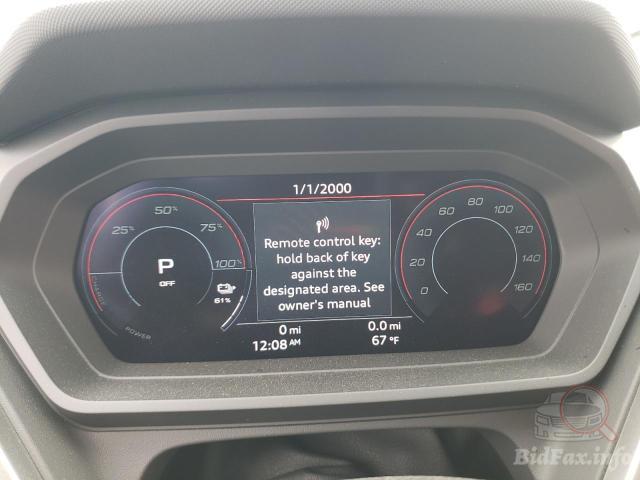 1/1/2000
25%
50%
75%
100%
P
OFF
61%
CHARGE
POWER
Remote control key:
hold back of key
against the
designated area. See
owner's manual
0
20
40
60
80
100
120
140
160
0 mi
0.0 mi
12:08 AM
67 °F
BidFax.info